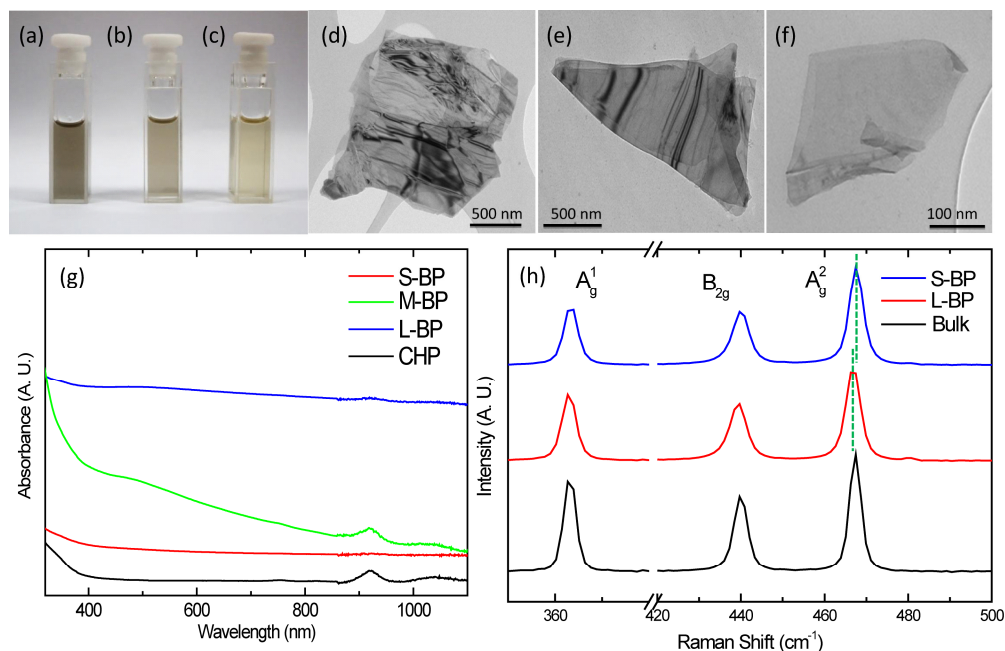 (a) (b) (c) (d) (e) (f)
500 nm 500 nm 100 nm
(g)
S-BP
M-BP
L-BP
CHP
Absorbance (A. U.)
400 600 800 1000
Wavelength (nm)
(h)
A¹g B2g A²g
S-BP
L-BP
Bulk
Intensity (A. U.)
360 420 440 460 480 500
Raman Shift (cm⁻¹)